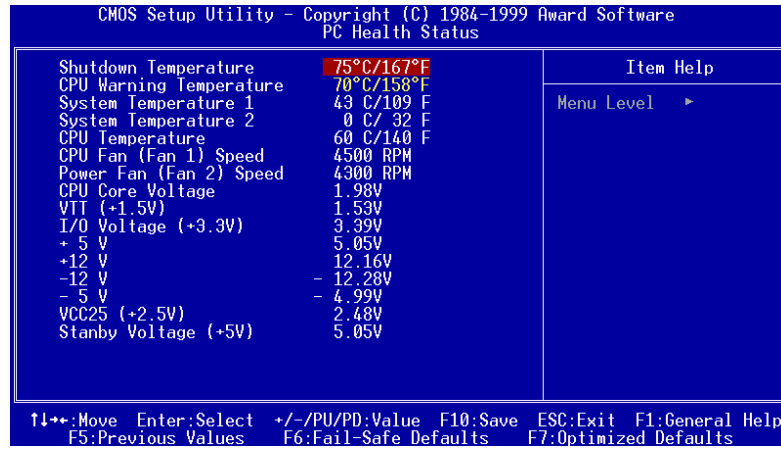 CMOS Setup Utility – Copyright (C) 1984–1999 Award Software
PC Health Status
Shutdown Temperature 75°C/167°F
CPU Warning Temperature 70°C/158°F
System Temperature 1 43 C/109 F
System Temperature 2 0 C/ 32 F
CPU Temperature 60 C/140 F
CPU Fan (Fan 1) Speed 4500 RPM
Power Fan (Fan 2) Speed 4300 RPM
CPU Core Voltage 1.98V
VTT (+1.5V) 1.53V
I/O Voltage (+3.3V) 3.39V
+ 5 V 5.05V
+12 V 12.16V
–12 V – 12.28V
– 5 V – 4.99V
VCC25 (+2.5V) 2.48V
Stanby Voltage (+5V) 5.05V
Item Help
Menu Level ►
↑↓→←:Move Enter:Select +/-/PU/PD:Value F10:Save ESC:Exit F1:General Help
F5:Previous Values F6:Fail-Safe Defaults F7:Optimized Defaults